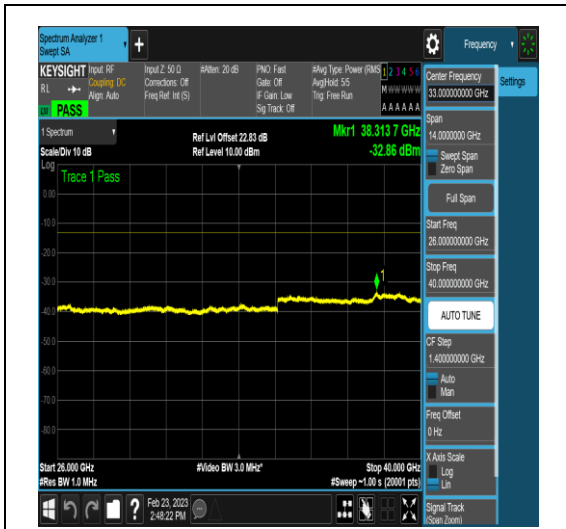 Spectrum Analyzer 1
Swept SA
Frequency
KEYSIGHT
Input: RF
Coupling: DC
Align: Auto
Input Z: 50 Ω
Corrections: Off
Freq Ref: Int (S)
#Atten: 20 dB
PNO: Fast
Gate: Off
IF Gain: Low
Sig Track: Off
#Avg Type: Power (RMS
Avg|Hold: 5/5
Trig: Free Run
1 2 3 4 5 6
M W W W W W
A A A A A A
RL
PASS
Center Frequency
33.000000000 GHz
Settings
Span
14.0000000 GHz
Swept Span
Zero Span
Full Span
Start Freq
26.000000000 GHz
Stop Freq
40.000000000 GHz
AUTO TUNE
CF Step
1.400000000 GHz
Auto
Man
Freq Offset
0 Hz
X Axis Scale
Log
Lin
Signal Track
(Span Zoom)
1 Spectrum
Scale/Div 10 dB
Ref Lvl Offset 22.83 dB
Ref Level 10.00 dBm
Mkr1 38.313 7 GHz
-32.86 dBm
Log
Trace 1 Pass
0.00
-10.0
-20.0
-30.0
-40.0
-50.0
-60.0
-70.0
-80.0
1
Start 26.000 GHz
#Res BW 1.0 MHz
#Video BW 3.0 MHz*
Stop 40.000 GHz
#Sweep ~1.00 s (20001 pts)
Feb 23, 2023
2:48:22 PM